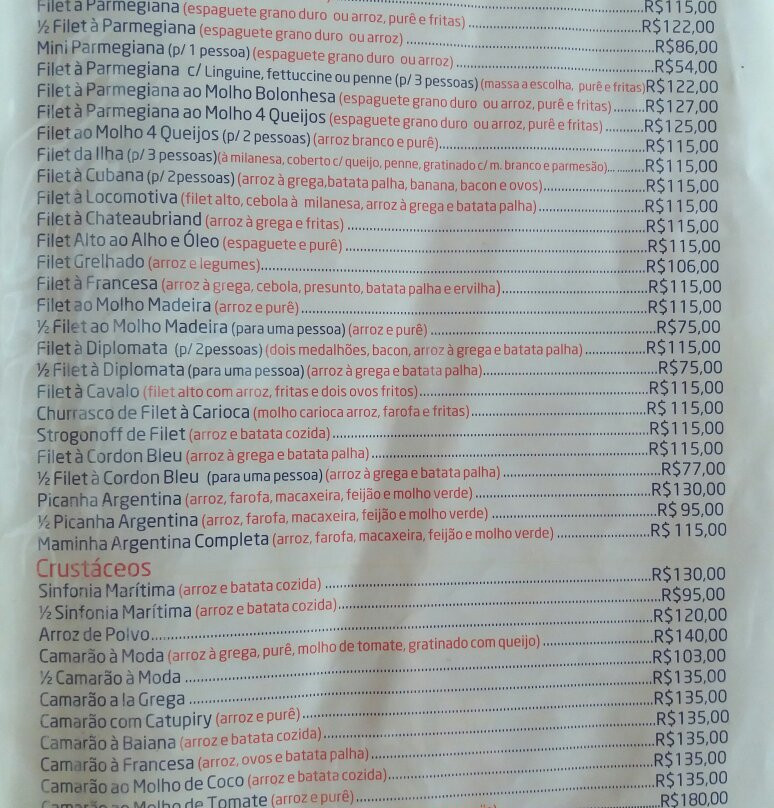 R$115,00
Filet à Parmegiana (espaguete grano duro ou arroz, purê e fritas) ........R$122,00
½ Filet à Parmegiana (espaguete grano duro ou arroz) ........R$86,00
Mini Parmegiana (p/ 1 pessoa) (espaguete grano duro ou arroz) ........R$54,00
Filet à Parmegiana c/ Linguine, fettuccine ou penne (p/ 3 pessoas) (massa a escolha, purê e fritas)R$122,00
Filet à Parmegiana ao Molho Bolonhesa (espaguete grano duro ou arroz, purê e fritas) ........R$127,00
Filet à Parmegiana ao Molho 4 Queijos (espaguete grano duro ou arroz, purê e fritas) ........R$125,00
Filet ao Molho 4 Queijos (p/ 2 pessoas) (arroz branco e purê)........R$115,00
Filet da Ilha (p/ 3 pessoas)(à milanesa, coberto c/ queijo, penne, gratinado c/ m. branco e parmesão)........R$115,00
Filet à Cubana (p/ 2pessoas) (arroz à grega,batata palha, banana, bacon e ovos)........R$115,00
Filet à Locomotiva (filet alto, cebola à milanesa, arroz à grega e batata palha)........R$115,00
Filet à Chateaubriand (arroz à grega e fritas) ........R$115,00
Filet Alto ao Alho e Óleo (espaguete e purê) ........R$115,00
Filet Grelhado (arroz e legumes)........R$106,00
Filet à Francesa (arroz à grega, cebola, presunto, batata palha e ervilha)........R$115,00
Filet ao Molho Madeira (arroz e purê) ........R$115,00
½ Filet ao Molho Madeira (para uma pessoa) (arroz e purê) ........R$75,00
Filet à Diplomata (p/ 2pessoas) (dois medalhões, bacon, arroz à grega e batata palha) ........R$115,00
½ Filet à Diplomata (para uma pessoa) (arroz à grega e batata palha)........R$75,00
Filet à Cavalo (filet alto com arroz, fritas e dois ovos fritos)........R$115,00
Churrasco de Filet à Carioca (molho carioca arroz, farofa e fritas) ........R$ 115,00
Strogonoff de Filet (arroz e batata cozida) ........R$115,00
Filet à Cordon Bleu (arroz à grega e batata palha)........R$115,00
½ Filet à Cordon Bleu (para uma pessoa) (arroz à grega e batata palha) ........R$77,00
Picanha Argentina (arroz, farofa, macaxeira, feijão e molho verde) ........R$130,00
½ Picanha Argentina (arroz, farofa, macaxeira, feijão e molho verde) ........R$ 95,00
Maminha Argentina Completa (arroz, farofa, macaxeira, feijão e molho verde) ........R$ 115,00
Crustáceos
Sinfonia Marítima (arroz e batata cozida) ........R$130,00
½ Sinfonia Marítima (arroz e batata cozida)........R$95,00
Arroz de Polvo........R$120,00
Camarão à Moda (arroz à grega, purê, molho de tomate, gratinado com queijo) ........R$140,00
½ Camarão à Moda ........R$103,00
Camarão a la Grega ........R$135,00
Camarão com Catupiry (arroz e purê)........R$135,00
Camarão à Baiana (arroz e batata cozida)........R$135,00
Camarão à Francesa (arroz, ovos e batata palha)........R$135,00
Camarão ao Molho de Coco (arroz e batata cozida)........R$135,00
Camarão ao Molho de Tomate (arroz e purê) ........R$135,00
R$180,00